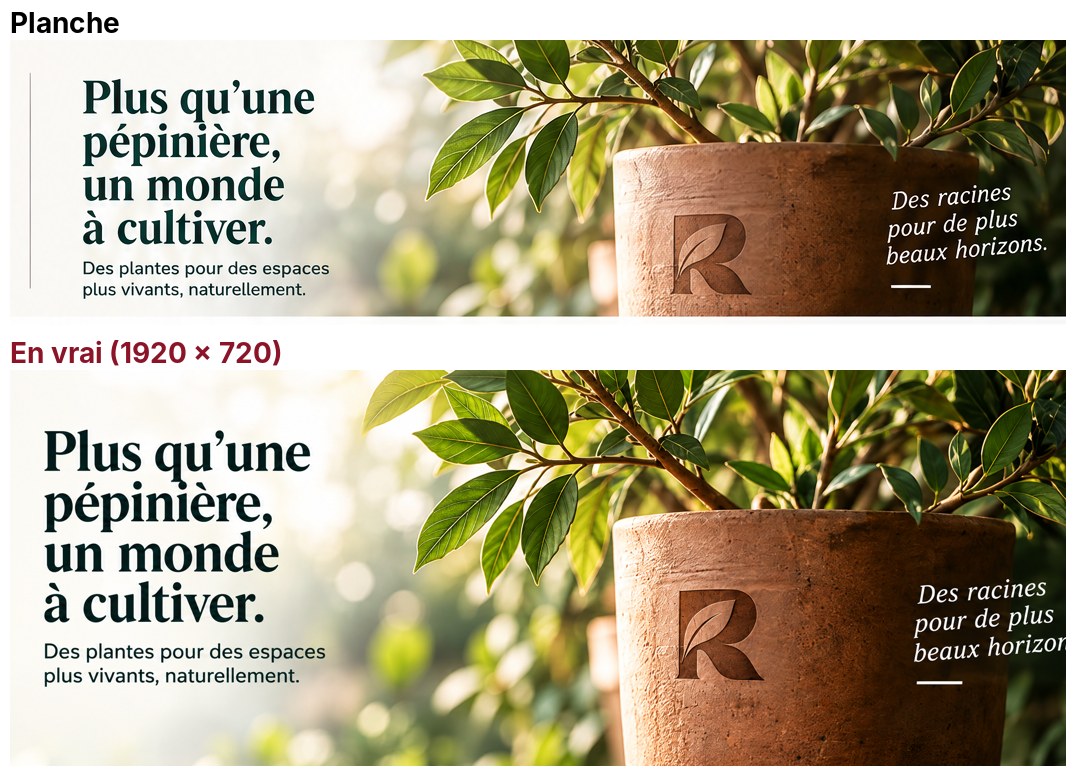 Planche
Plus qu’une
pépinière,
un monde
à cultiver.
Des plantes pour des espaces
plus vivants, naturellement.
R
Des racines
pour de plus
beaux horizons.
En vrai (1920 × 720)
Plus qu’une
pépinière,
un monde
à cultiver.
Des plantes pour des espaces
plus vivants, naturellement.
R
Des racines
pour de plus
beaux horizon